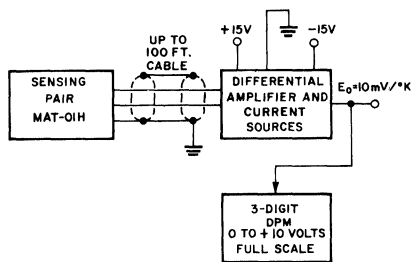 +15V
-15V
UP TO
100 FT.
CABLE
SENSING
PAIR
MAT-01H
DIFFERENTIAL
AMPLIFIER AND
CURRENT
SOURCES
E₀=10mV/°K
3-DIGIT
DPM
0 TO +10 VOLTS
FULL SCALE